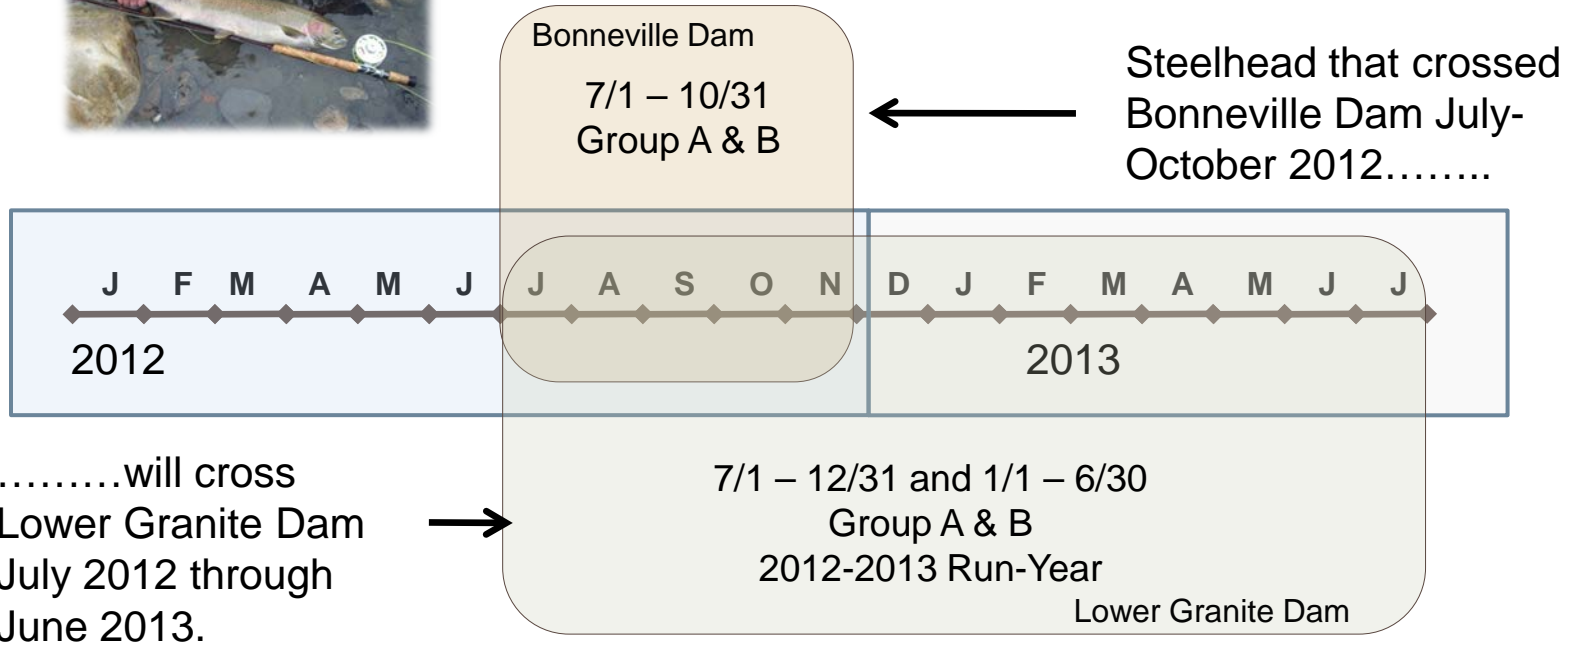 Bonneville Dam
7/1 – 10/31
Group A & B
Steelhead that crossed
Bonneville Dam July-
October 2012……..
J F M A M J J A S O N D J F M A M J J
2012 2013
………will cross
Lower Granite Dam
July 2012 through
June 2013.
7/1 – 12/31 and 1/1 – 6/30
Group A & B
2012-2013 Run-Year
Lower Granite Dam